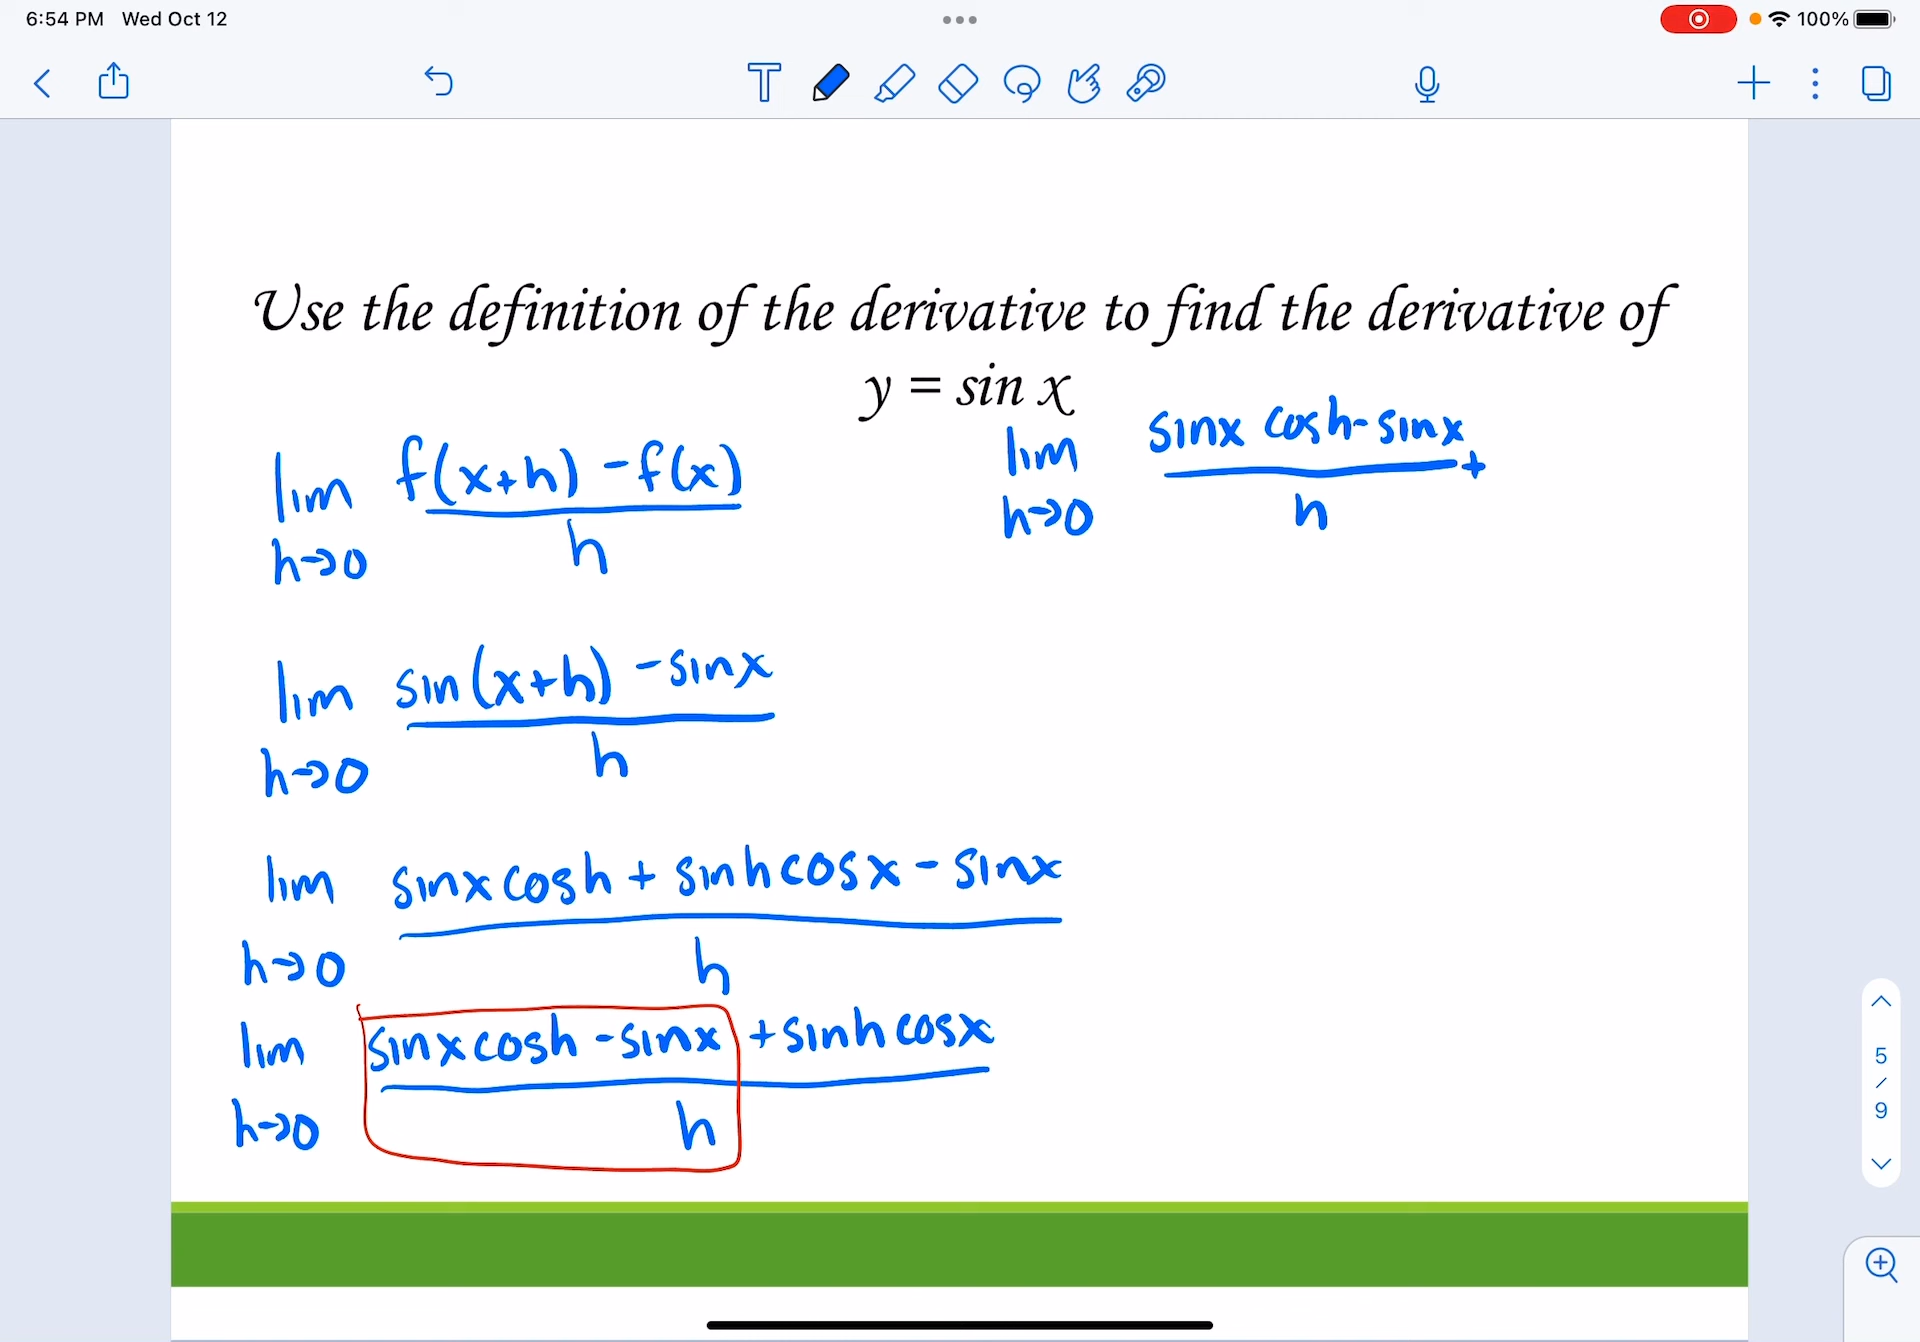 6:54 PM Wed Oct 12
100%
Use the definition of the derivative to find the derivative of
y = sin x
lim f(x+h) - f(x)
h→0 h
lim sin(x+h) - sinx
h→0 h
lim sinx cosh + sinh cosx - sinx
h→0 h
lim sinx cosh - sinx + sinh cosx
h→0 h
lim sinx cosh - sinx +
h→0 h
5
/
9